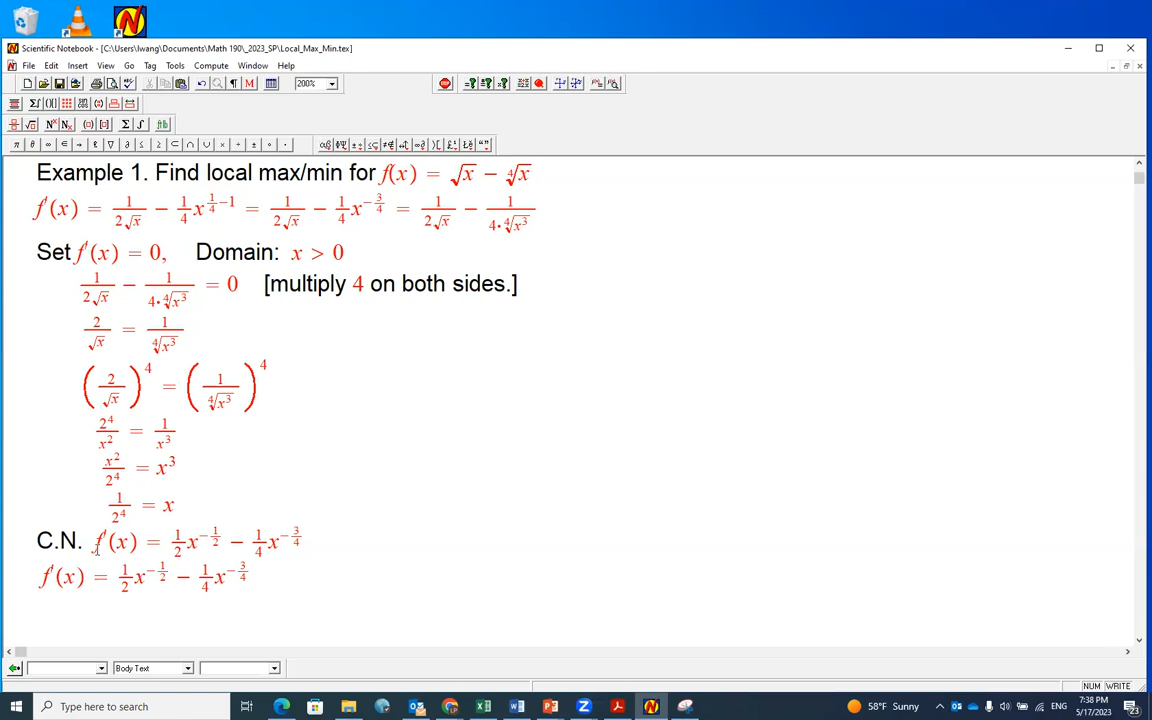 Scientific Notebook - [C:\Users\lwang\Documents\Math 190\_2023_SP\Local_Max_Min.tex]
File Edit Insert View Go Tag Tools Compute Window Help
200%
Example 1. Find local max/min for f(x) = √x − ∜x
f′(x) = 1/(2√x) − 1/4 x^(1/4−1) = 1/(2√x) − 1/4 x^(−3/4) = 1/(2√x) − 1/(4•∜x³)
Set f′(x) = 0, Domain: x > 0
1/(2√x) − 1/(4•∜x³) = 0 [multiply 4 on both sides.]
2/√x = 1/∜x³
(2/√x)⁴ = (1/∜x³)⁴
2⁴/x² = 1/x³
x²/2⁴ = x³
1/2⁴ = x
C.N. f′(x) = 1/2 x^(−1/2) − 1/4 x^(−3/4)
f′(x) = 1/2 x^(−1/2) − 1/4 x^(−3/4)
Body Text
NUM WRITE
Type here to search
58°F Sunny
7:38 PM
5/17/2023
23